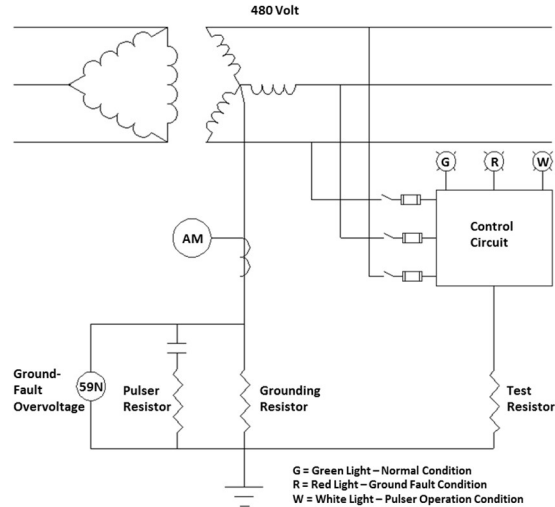 480 Volt
G
R
W
Control
Circuit
AM
Ground-
Fault
Overvoltage
59N
Pulser
Resistor
Grounding
Resistor
Test
Resistor
G = Green Light – Normal Condition
R = Red Light – Ground Fault Condition
W = White Light – Pulser Operation Condition